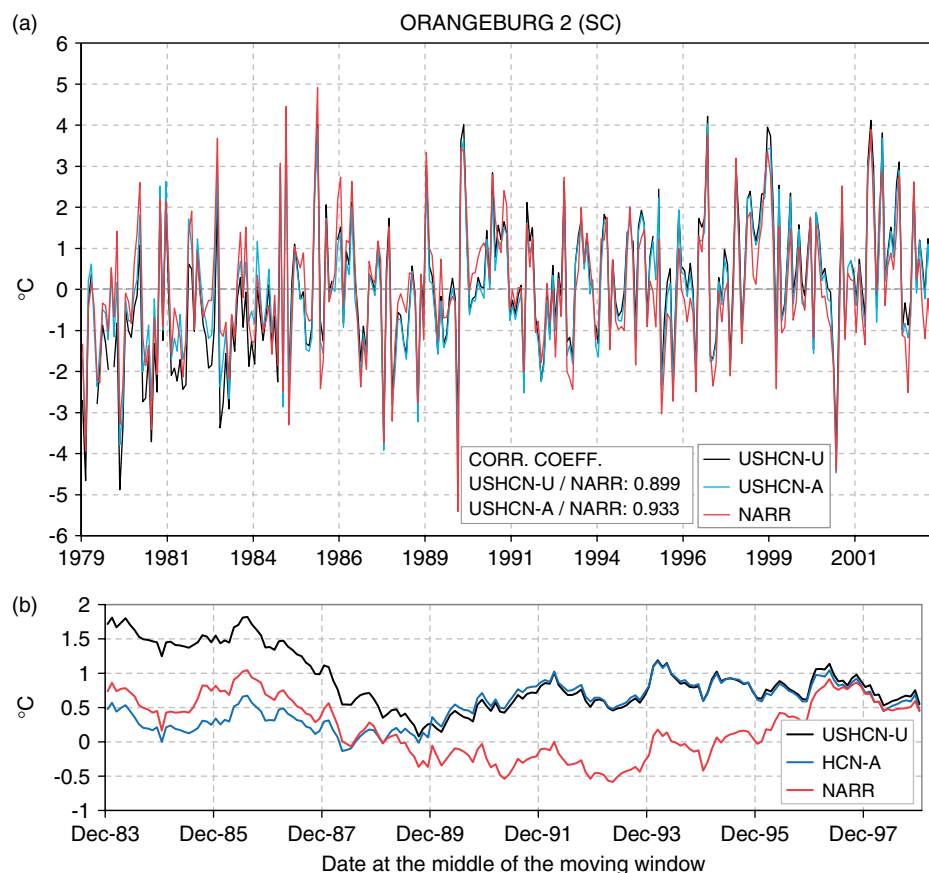 (a)
ORANGEBURG 2 (SC)
6
5
4
3
2
1
0
-1
-2
-3
-4
-5
-6
°C
CORR. COEFF.
USHCN-U / NARR: 0.899
USHCN-A / NARR: 0.933
USHCN-U
USHCN-A
NARR
1979 1981 1984 1986 1989 1991 1994 1996 1999 2001
(b)
2
1.5
1
0.5
0
-0.5
-1
°C
USHCN-U
HCN-A
NARR
Dec-83 Dec-85 Dec-87 Dec-89 Dec-91 Dec-93 Dec-95 Dec-97
Date at the middle of the moving window